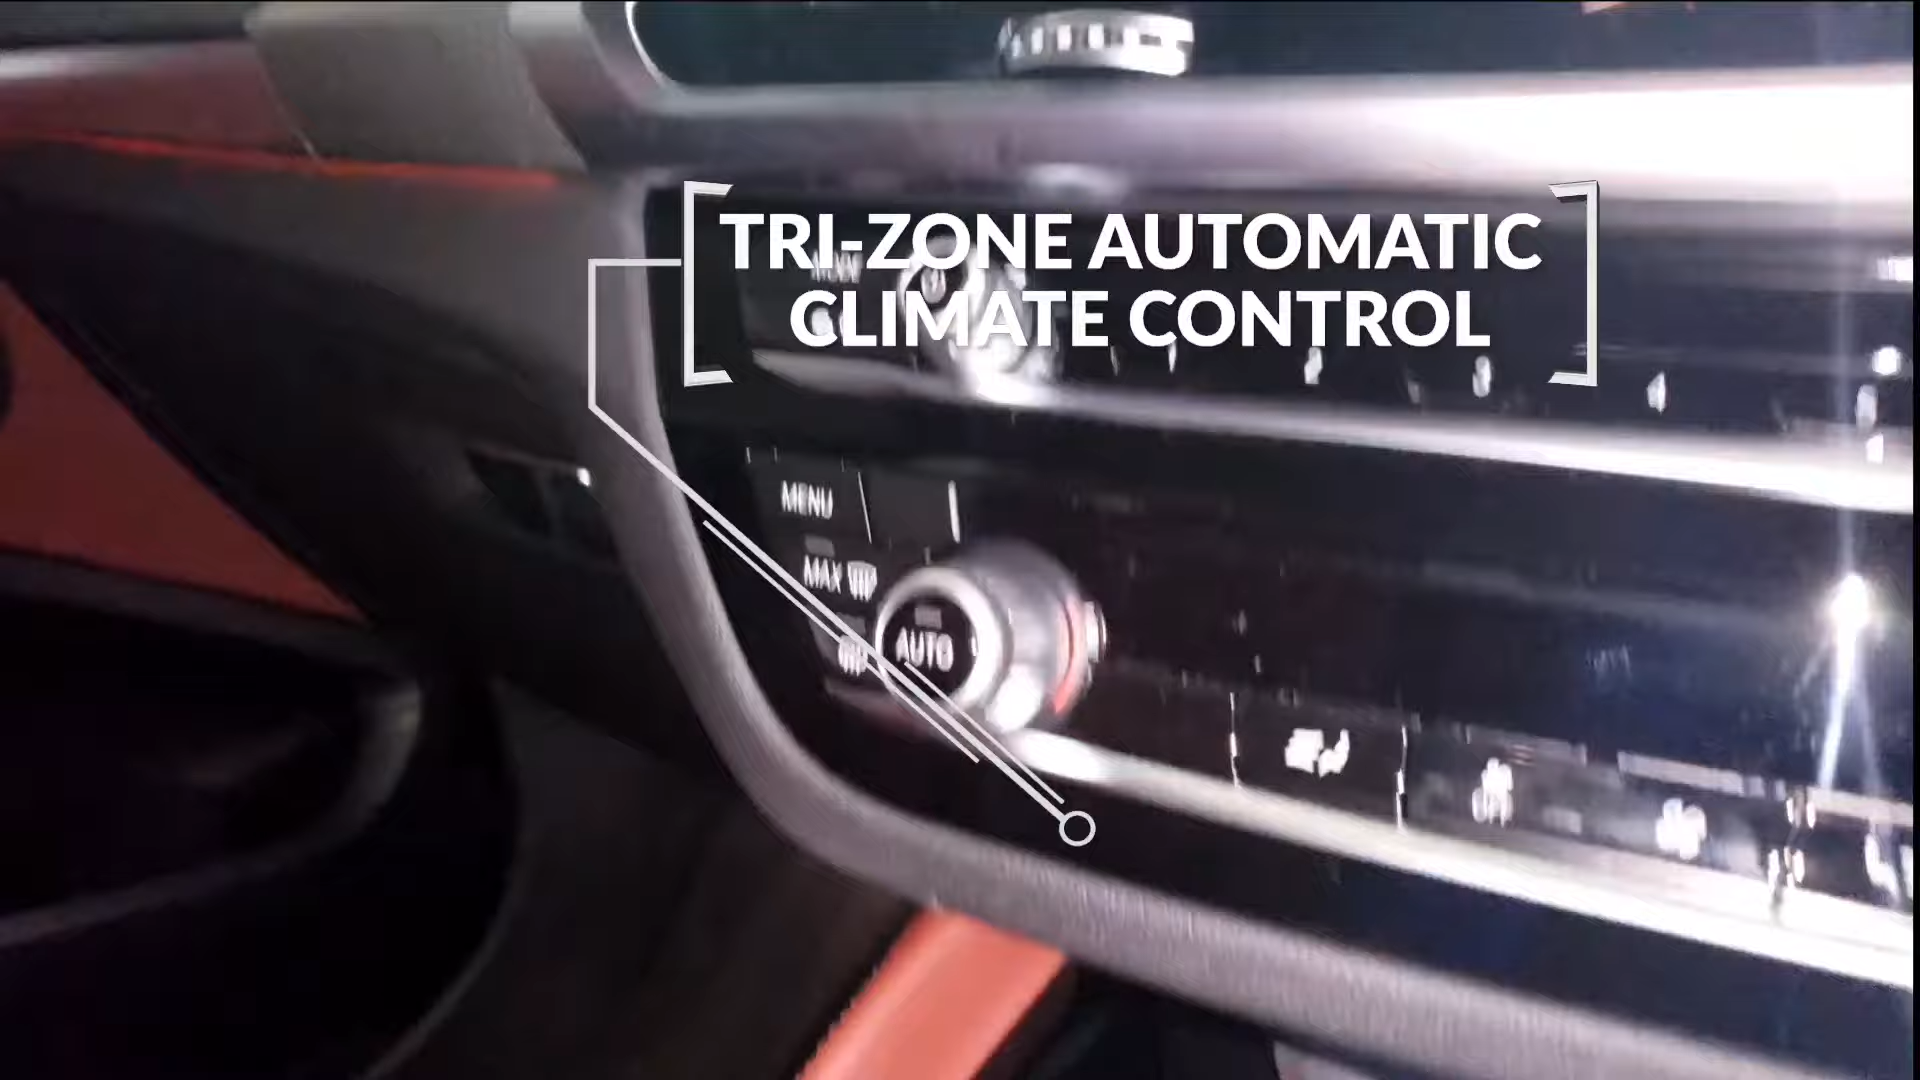 TRI-ZONE AUTOMATIC
CLIMATE CONTROL
MENU
MAX
AUTO